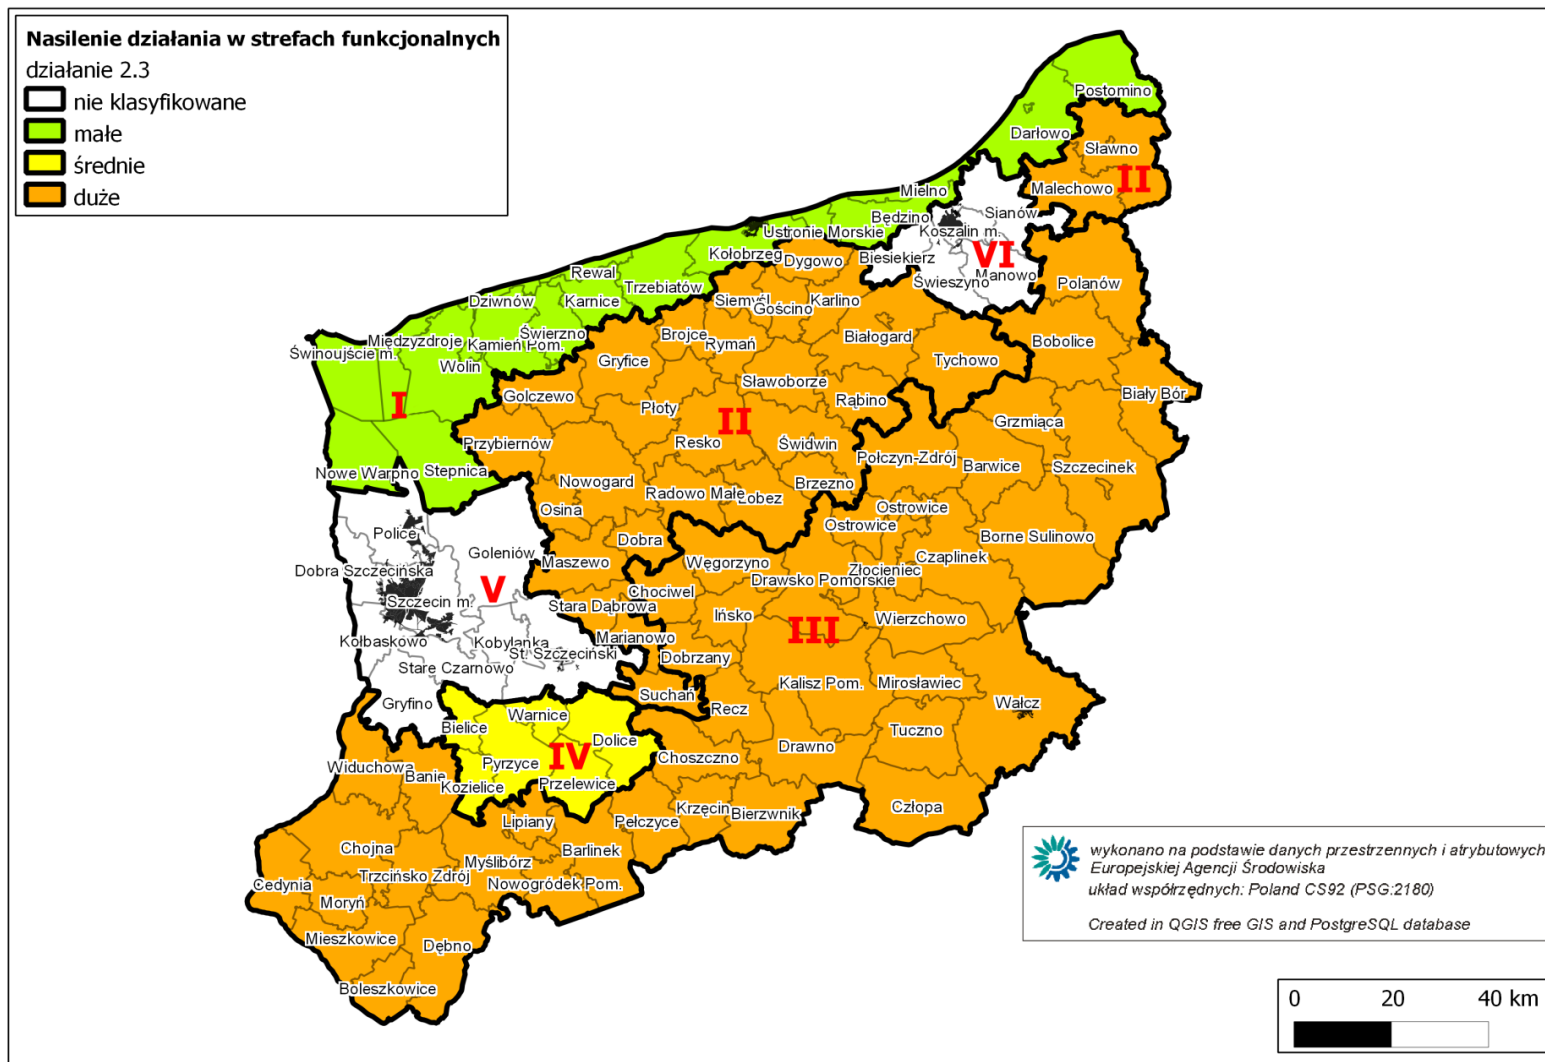 Nasilenie działania w strefach funkcjonalnych
działanie 2.3
nie klasyfikowane
małe
średnie
duże
Postomino
Darłowo
Sławno
Malechowo
II
Mielno
Będzino
Sianów
Ustronie Morskie
Koszalin m.
Kołobrzeg
Dygowo
Biesiekierz
VI
Manowo
Świeszyno
Polanów
Rewal
Trzebiatów
Dziwnów
Karnice
Siemyśl
Gościno
Karlino
Świerzno
Międzyzdroje
Kamień Pom.
Brojce
Rymań
Białogard
Bobolice
Świnoujście m.
Wolin
Gryfice
Tychowo
Sławoborze
Biały Bór
I
Golczewo
Płoty
Rąbino
Grzmiąca
II
Przybiernów
Resko
Świdwin
Połczyn-Zdrój
Barwice
Szczecinek
Nowe Warpno
Stepnica
Nowogard
Radowo Małe
Łobez
Brzezno
Osina
Ostrowice
Ostrowice
Police
Goleniów
Dobra
Borne Sulinowo
Maszewo
Węgorzyno
Czaplinek
Dobra Szczecińska
V
Złocieniec
Drawsko Pomorskie
Chociwel
Szczecin m.
Stara Dąbrowa
Ińsko
Wierzchowo
III
Kołbaskowo
Kobylanka
Marianowo
St. Szczeciński
Dobrzany
Stare Czarnowo
Kalisz Pom.
Mirosławiec
Suchań
Wałcz
Gryfino
Recz
Warnice
Bielice
Tuczno
Dolice
Drawno
IV
Choszczno
Widuchowa
Pyrzyce
Banie
Kozielice
Przelewice
Człopa
Krzęcin
Bierzwnik
Lipiany
Pełczyce
Chojna
Barlinek
Myślibórz
Trzcińsko Zdrój
Cedynia
Nowogródek Pom.
Moryń
Mieszkowice
Dębno
Boleszkowice
wykonano na podstawie danych przestrzennych i atrybutowych
Europejskiej Agencji Środowiska
układ współrzędnych: Poland CS92 (PSG:2180)
Created in QGIS free GIS and PostgreSQL database
0 20 40 km